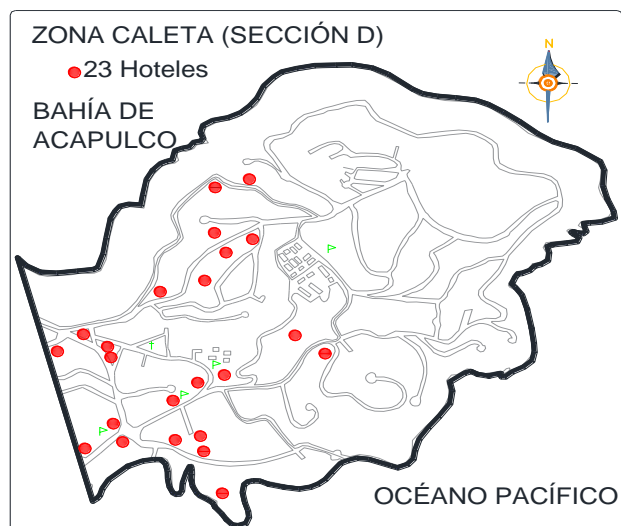 ZONA CALETA (SECCIÓN D)
23 Hoteles
N
BAHÍA DE
ACAPULCO
OCÉANO PACÍFICO